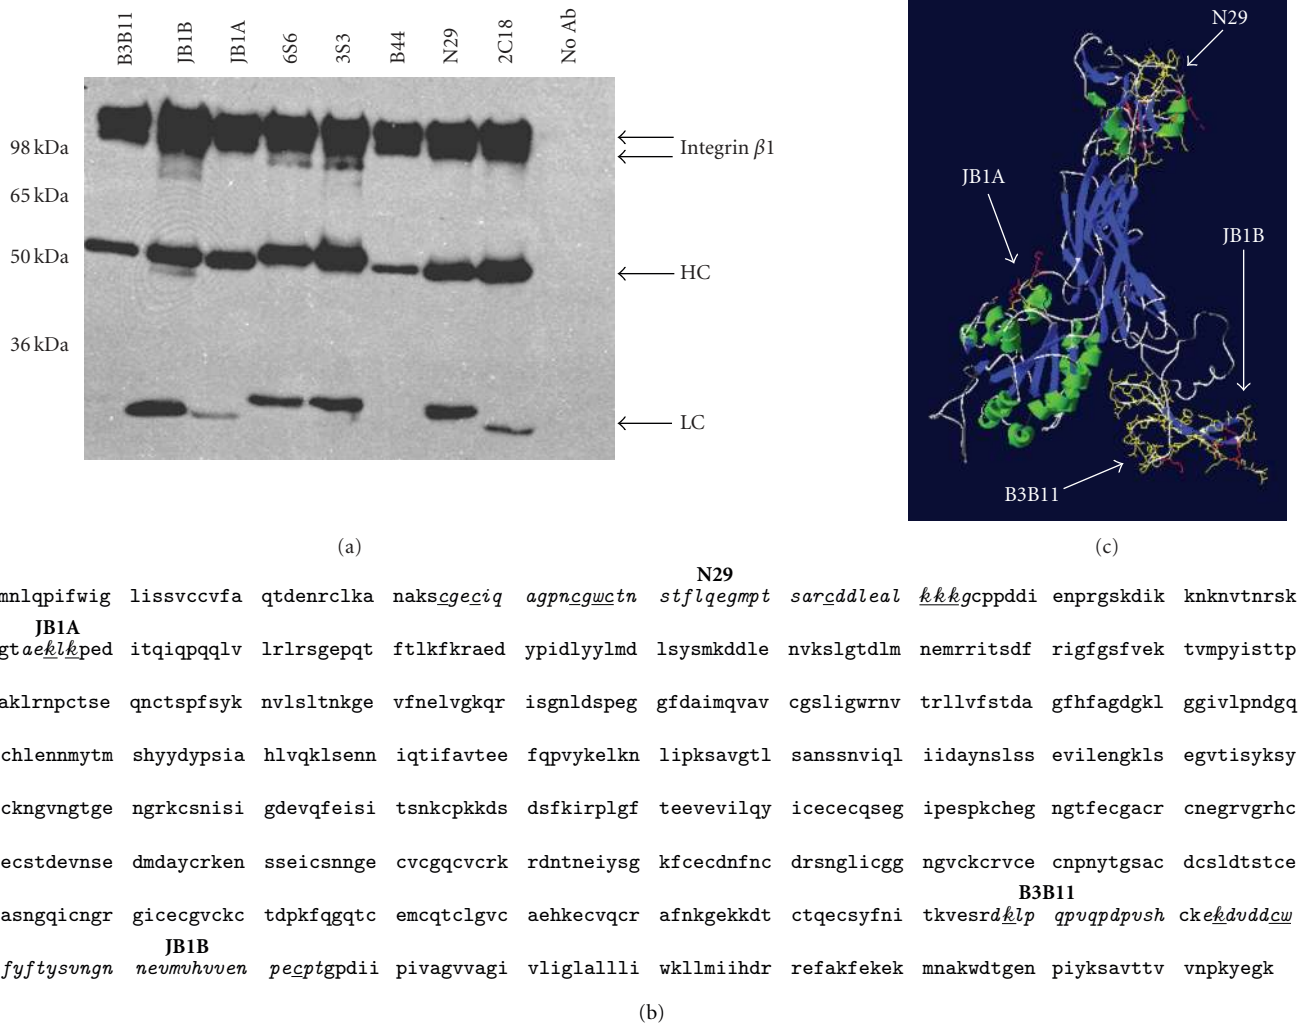 B3B11 JB1B JB1A 6S6 3S3 B44 N29 2C18 No Ab
98 kDa
65 kDa
50 kDa
36 kDa
Integrin β1
HC
LC
(a)
N29
JB1A
JB1B
B3B11
(c)
N29
mnlqpifwig lissvccvfa qtdenrclka nakscgeciq agpncgwctn stflqegmpt sarcddleal kkkgcppddi enprgskdik knknvtnrsk
JB1A
gtaeklkped itqiqpqqlv lrlrsgepqt ftlkfkraed ypidlyylmd lsysmkddle nvkslgtdlm nemrritsdf rigfgsfvek tvmpyisttp
aklrnpctse qnctspfsyk nvlsltnkge vfnelvgkqr isgnldspeg gfdaimqvav cgsligwrnv trllvfstda gfhfagdgkl ggivlpndgq
chlennmytm shyydypsia hlvqklsenn iqtifavtee fqpvykelkn lipksavgtl sanssnviql iidaynslss evilengkls egvtisyksy
ckngvngtge ngrkcsnisi gdevqfeisi tsnkcpkkds dsfkirplgf teevevilqy icececqseg ipespkcheg ngtfecgacr cnegrvgrhc
ecstdevnse dmdaycrken sseicsnnge cvcgqcvcrk rdntneiysg kfcecdnfnc drsnglicgg ngvckcrvce cnpnytgsac dcsldtstce
B3B11
asngqicngr gicecgvckc tdpkfqgqtc emcqtclgvc aehkecvqcr afnkgekkdt ctqecsyfni tkvesrdklp qpvqpdpvsh ckekdvddcw
JB1B
fyftysvngn nevmvhvven pecptgpdii pivagvvagi vliglallli wkllmiihdr refakfekek mnakwdtgen piyksavttv vnpkyegk
(b)